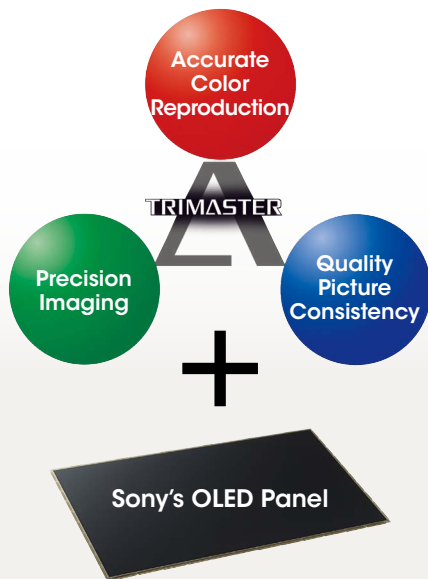 Accurate
Color
Reproduction
TRIMASTER
Precision
Imaging
Quality
Picture
Consistency
Sony's OLED Panel